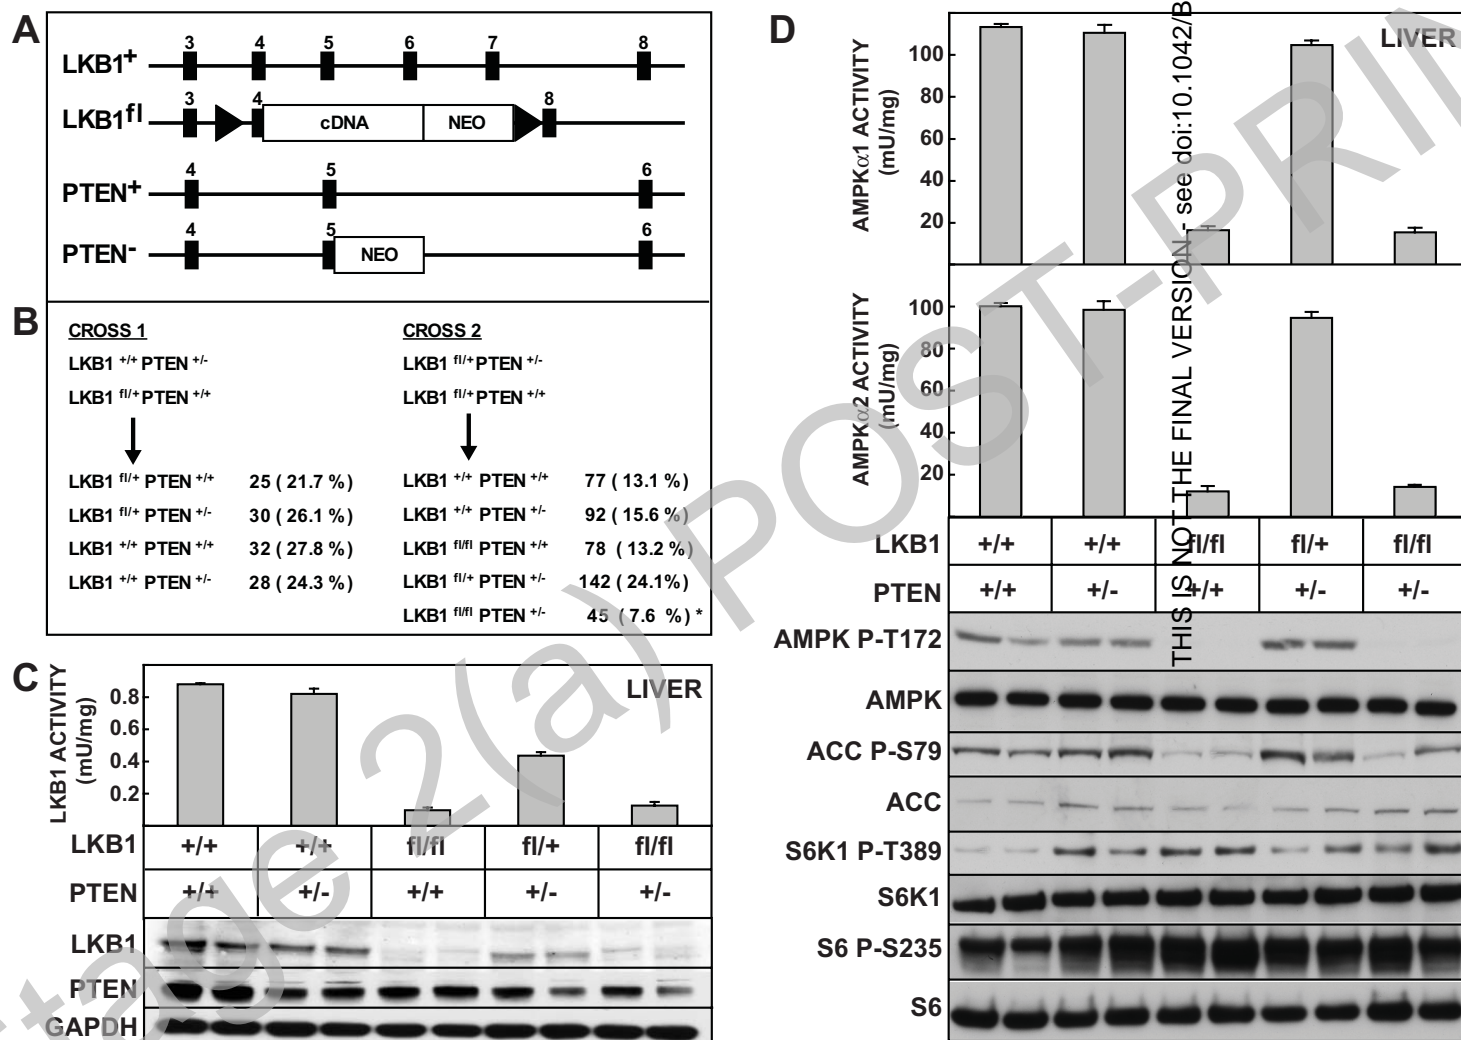 A
3 4 5 6 7 8
LKB1+
3 4 8
LKB1fl cDNA NEO
4 5 6
PTEN+
4 5 6
PTEN- NEO
B
CROSS 1
LKB1 +/+ PTEN +/-
LKB1 fl/+ PTEN +/+
LKB1 fl/+ PTEN +/+ 25 ( 21.7 %)
LKB1 fl/+ PTEN +/- 30 ( 26.1 %)
LKB1 +/+ PTEN +/+ 32 ( 27.8 %)
LKB1 +/+ PTEN +/- 28 ( 24.3 %)
CROSS 2
LKB1 fl/+ PTEN +/-
LKB1 fl/+ PTEN +/+
LKB1 +/+ PTEN +/+ 77 ( 13.1 %)
LKB1 +/+ PTEN +/- 92 ( 15.6 %)
LKB1 fl/fl PTEN +/+ 78 ( 13.2 %)
LKB1 fl/+ PTEN +/- 142 ( 24.1%)
LKB1 fl/fl PTEN +/- 45 ( 7.6 %) *
C
LIVER
LKB1 ACTIVITY
(mU/mg)
0.8
0.6
0.4
0.2
LKB1 +/+ +/+ fl/fl fl/+ fl/fl
PTEN +/+ +/- +/+ +/- +/-
LKB1
PTEN
GAPDH
D
LIVER
AMPKα1 ACTIVITY
(mU/mg)
100
80
60
40
20
AMPKα2 ACTIVITY
(mU/mg)
100
80
60
40
20
LKB1 +/+ +/+ fl/fl fl/+ fl/fl
PTEN +/+ +/- +/+ +/- +/-
AMPK P-T172
AMPK
ACC P-S79
ACC
S6K1 P-T389
S6K1
S6 P-S235
S6
THIS IS NOT THE FINAL VERSION - see doi:10.1042/B
tage 2(a) POST-PRIN